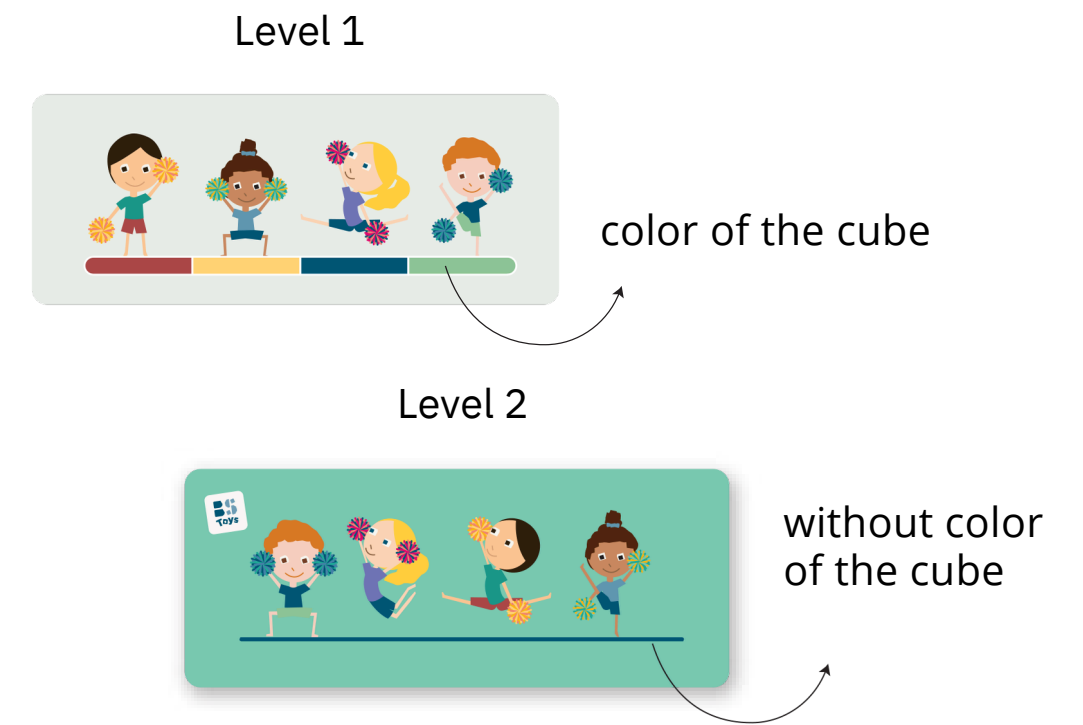 Level 1
color of the cube
Level 2
BS
Toys
without color
of the cube